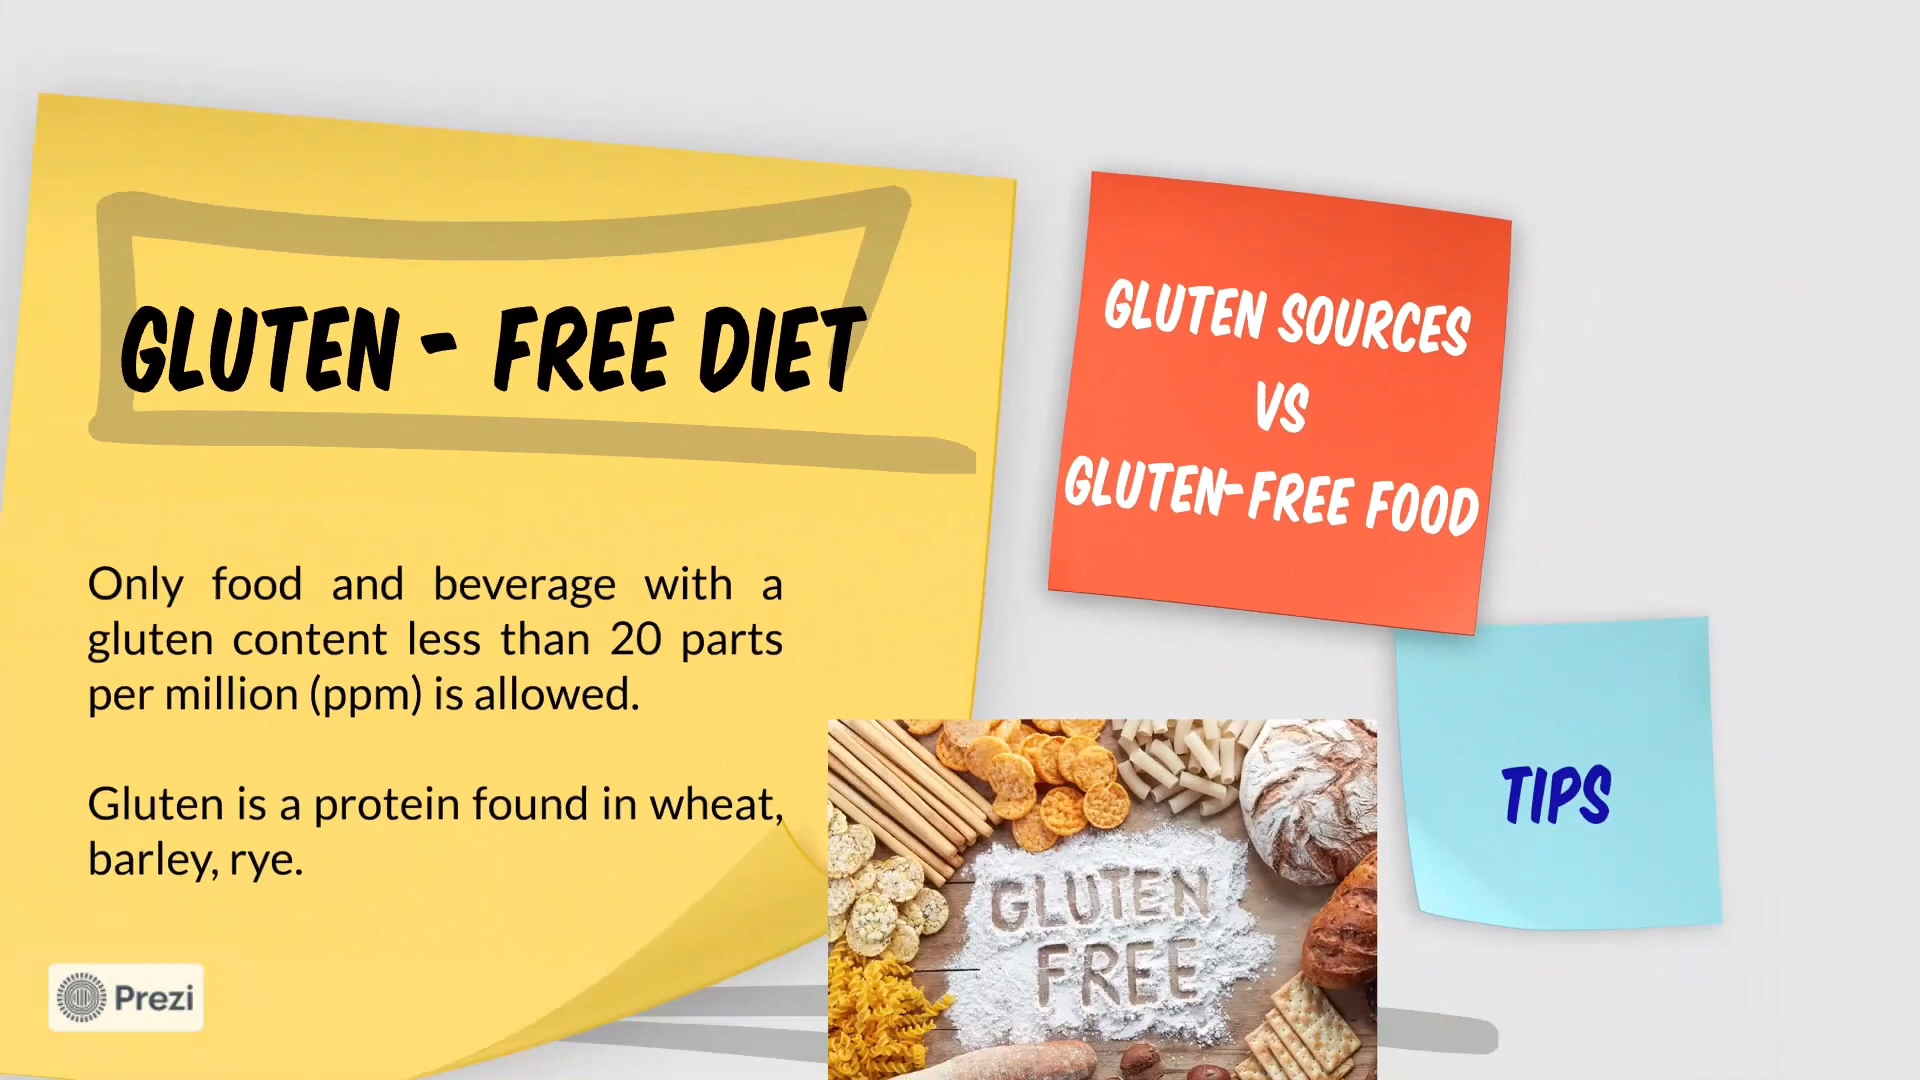 GLUTEN - FREE DIET
Only food and beverage with a
gluten content less than 20 parts
per million (ppm) is allowed.
Gluten is a protein found in wheat,
barley, rye.
GLUTEN SOURCES
VS
GLUTEN-FREE FOOD
TIPS
GLUTEN
FREE
Prezi